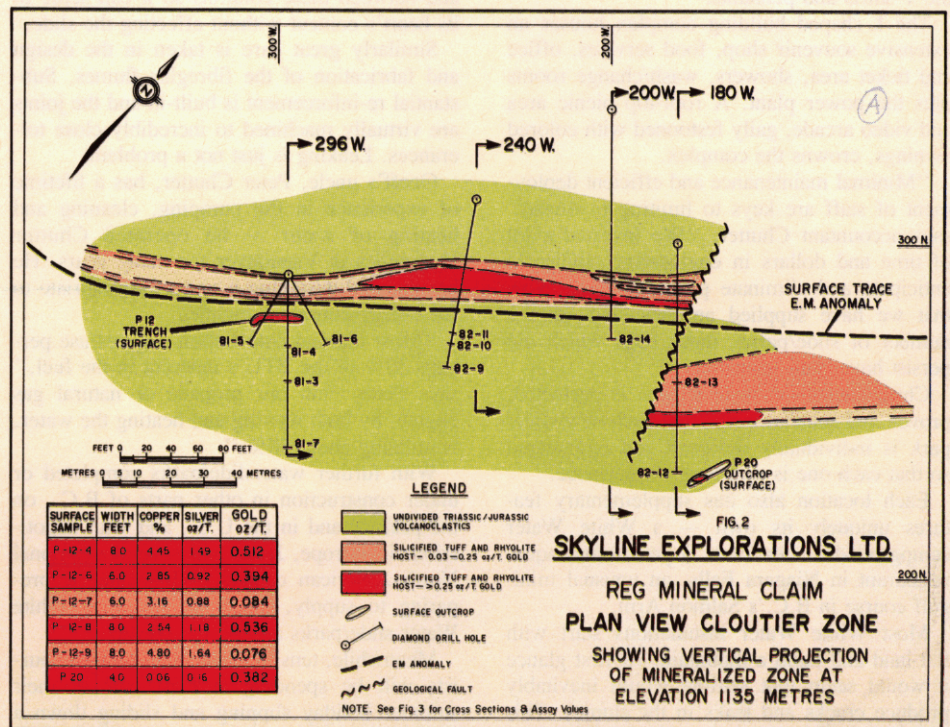 300 W.
200 W.
A
296 W.
240 W.
200 W.
180 W.
300 N
SURFACE TRACE
E.M. ANOMALY
P 12
TRENCH
(SURFACE)
81-5
81-6
81-4
81-3
81-7
82-11
82-10
82-9
82-14
82-13
82-12
P 20
OUTCROP
(SURFACE)
FEET 0 20 40 60 80 FEET
METRES 0 5 10 20 30 40 METRES
SURFACE SAMPLE WIDTH FEET COPPER % SILVER oz/T. GOLD oz/T.
P-12-4 8.0 4.45 1.49 0.512
P-12-6 6.0 2.85 0.92 0.394
P-12-7 6.0 3.16 0.88 0.084
P-12-8 8.0 2.54 1.18 0.536
P-12-9 8.0 4.80 1.64 0.076
P 20 4.0 0.06 0.16 0.382
LEGEND
UNDIVIDED TRIASSIC/JURASSIC
VOLCANOCLASTICS
SILICIFIED TUFF AND RHYOLITE
HOST - 0.03-0.25 oz/T. GOLD
SILICIFIED TUFF AND RHYOLITE
HOST - >0.25 oz/T. GOLD
SURFACE OUTCROP
DIAMOND DRILL HOLE
EM ANOMALY
GEOLOGICAL FAULT
NOTE. See Fig. 3 for Cross Sections & Assay Values
FIG. 2
SKYLINE EXPLORATIONS LTD.
200 N.
REG MINERAL CLAIM
PLAN VIEW CLOUTIER ZONE
SHOWING VERTICAL PROJECTION
OF MINERALIZED ZONE AT
ELEVATION 1135 METRES